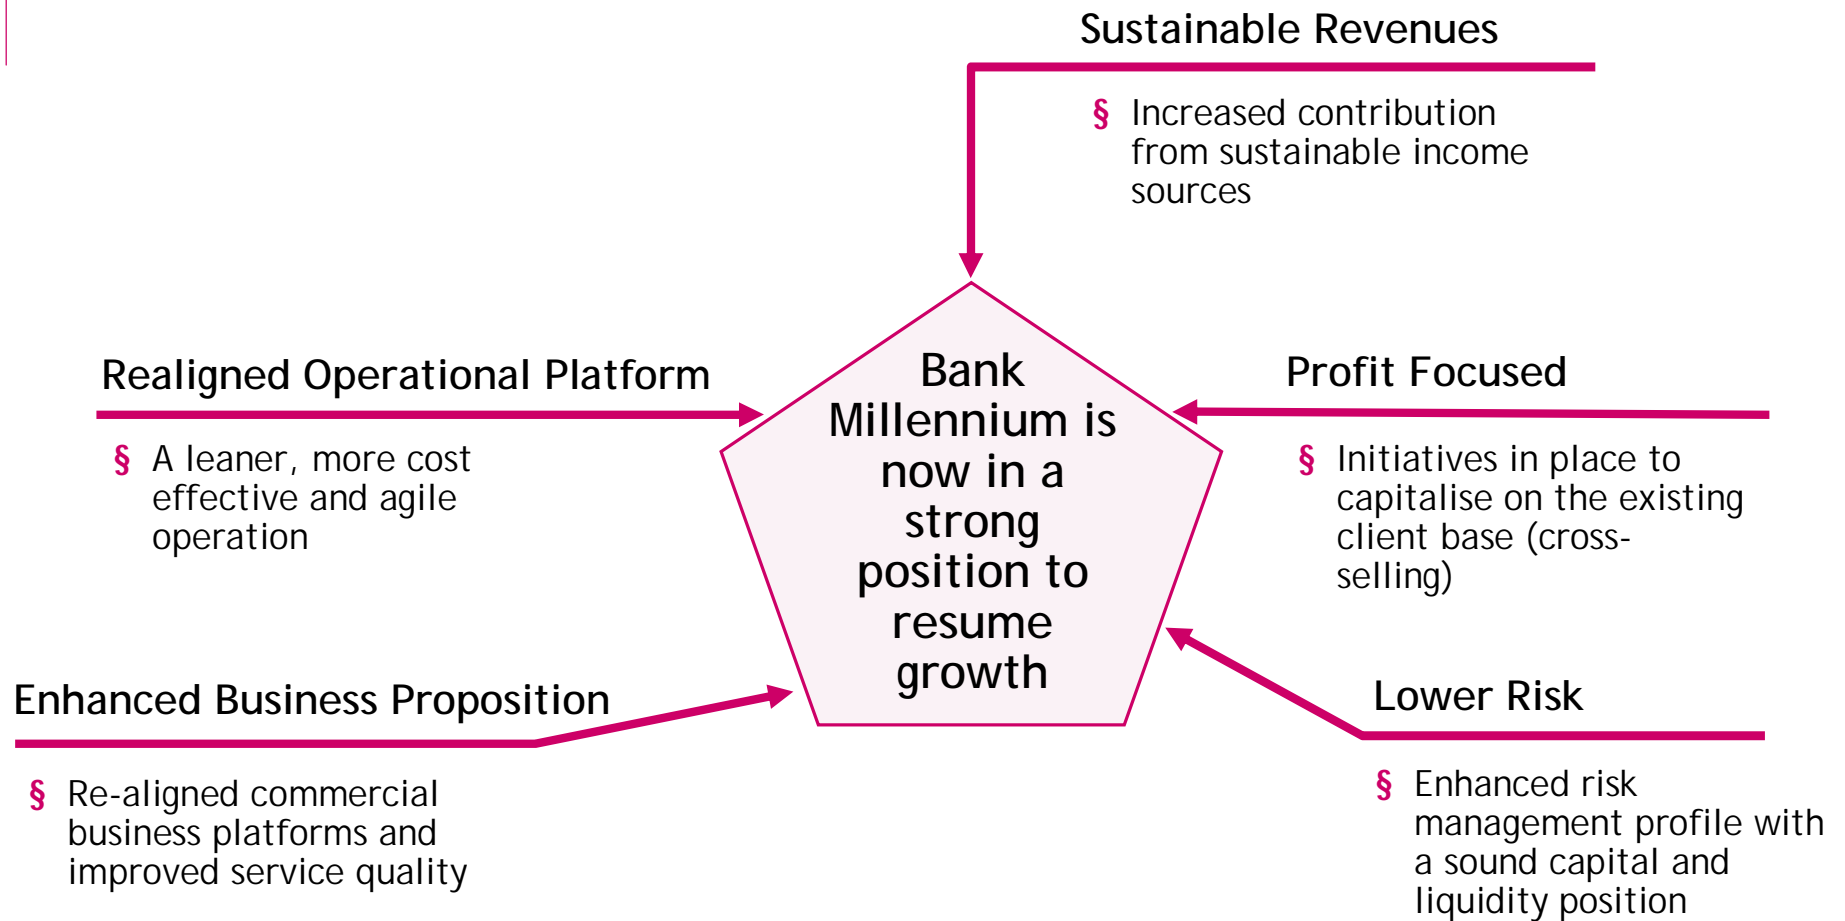 Sustainable Revenues
§ Increased contribution
from sustainable income
sources
Realigned Operational Platform
§ A leaner, more cost
effective and agile
operation
Bank
Millennium is
now in a
strong
position to
resume
growth
Profit Focused
§ Initiatives in place to
capitalise on the existing
client base (cross-
selling)
Enhanced Business Proposition
§ Re-aligned commercial
business platforms and
improved service quality
Lower Risk
§ Enhanced risk
management profile with
a sound capital and
liquidity position